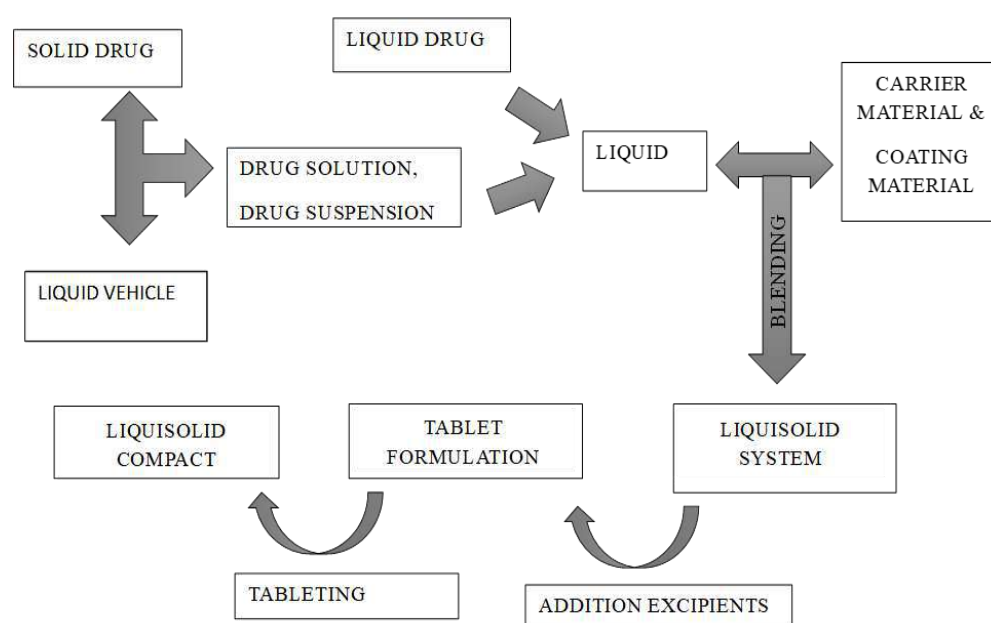 SOLID DRUG
LIQUID DRUG
CARRIER
MATERIAL &
COATING
MATERIAL
DRUG SOLUTION,
DRUG SUSPENSION
LIQUID
LIQUID VEHICLE
BLENDING
LIQUISOLID
COMPACT
TABLET
FORMULATION
LIQUISOLID
SYSTEM
TABLETING
ADDITION EXCIPIENTS